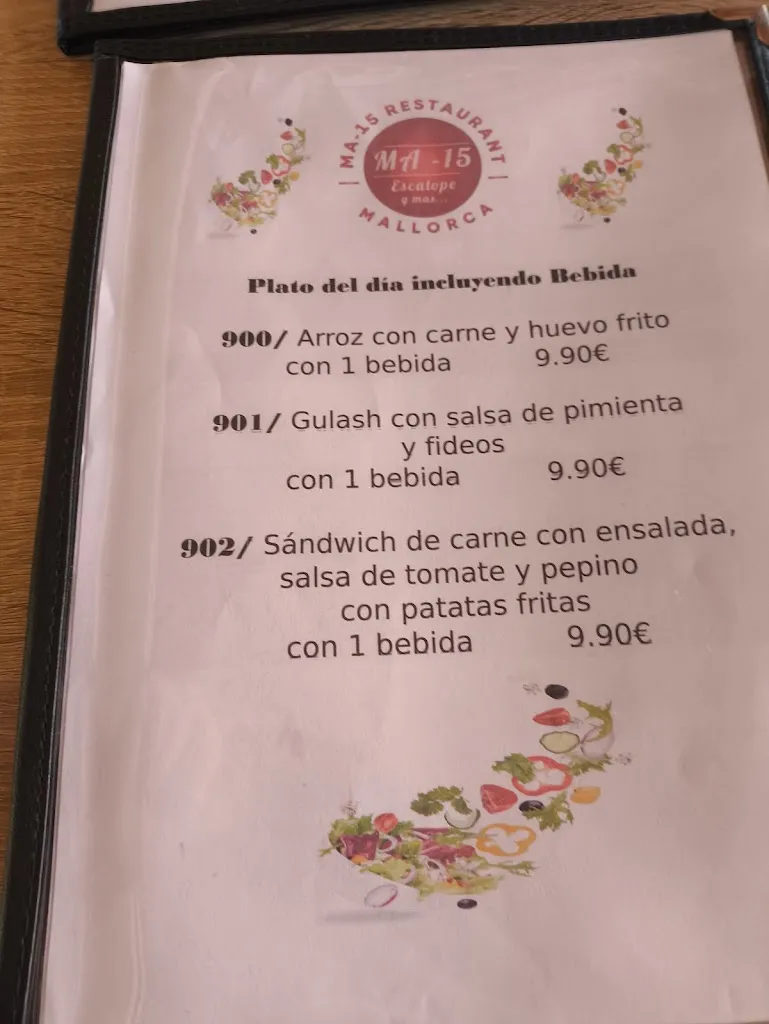 MA-15 RESTAURANT
MA -15
Escalope
y mas...
MALLORCA
Plato del día incluyendo Bebida
900/ Arroz con carne y huevo frito
con 1 bebida 9.90€
901/ Gulash con salsa de pimienta
y fideos
con 1 bebida 9.90€
902/ Sándwich de carne con ensalada,
salsa de tomate y pepino
con patatas fritas
con 1 bebida 9.90€